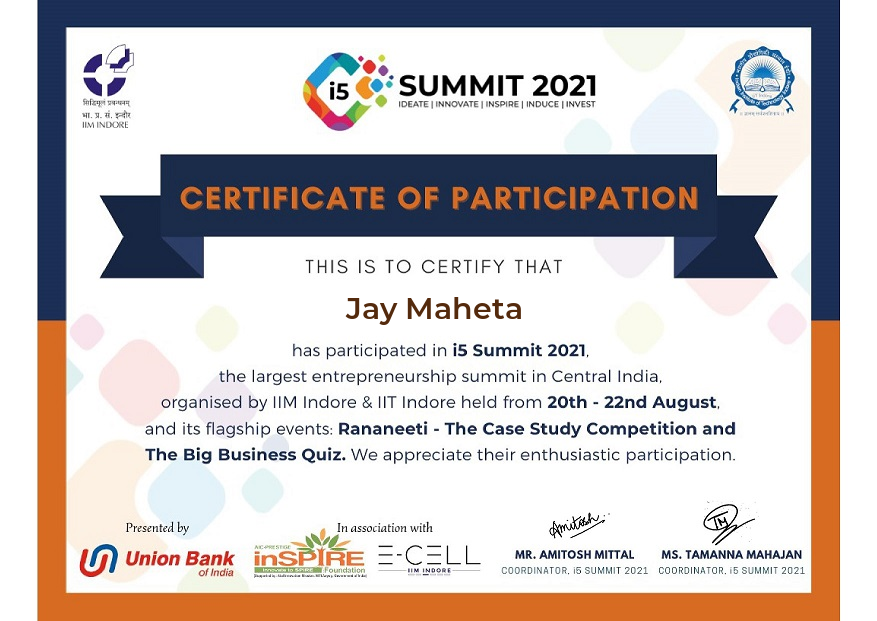 सिद्धिमूलं प्रबन्धनम्
भा. प्र. सं. इन्दौर
IIM INDORE
i5
SUMMIT 2021
IDEATE | INNOVATE | INSPIRE | INDUCE | INVEST
CERTIFICATE OF PARTICIPATION
THIS IS TO CERTIFY THAT
Jay Maheta
has participated in i5 Summit 2021,
the largest entrepreneurship summit in Central India,
organised by IIM Indore & IIT Indore held from 20th - 22nd August,
and its flagship events: Rananeeti - The Case Study Competition and
The Big Business Quiz. We appreciate their enthusiastic participation.
Presented by
Union Bank
of India
In association with
AIC-PRESTIGE
inSPIRE
Innovate to SPIRE
Foundation
E-CELL
IIM INDORE
Amitosh
TM
MR. AMITOSH MITTAL
COORDINATOR, i5 SUMMIT 2021
MS. TAMANNA MAHAJAN
COORDINATOR, i5 SUMMIT 2021